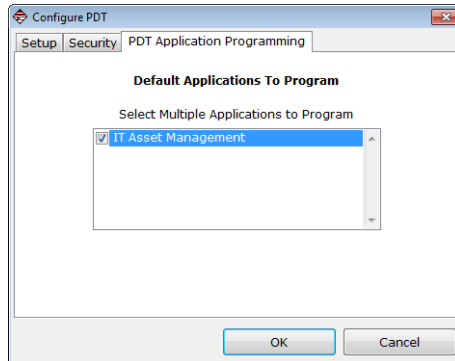 Configure PDT
Setup Security PDT Application Programming
Default Applications To Program
Select Multiple Applications to Program
IT Asset Management
OK Cancel